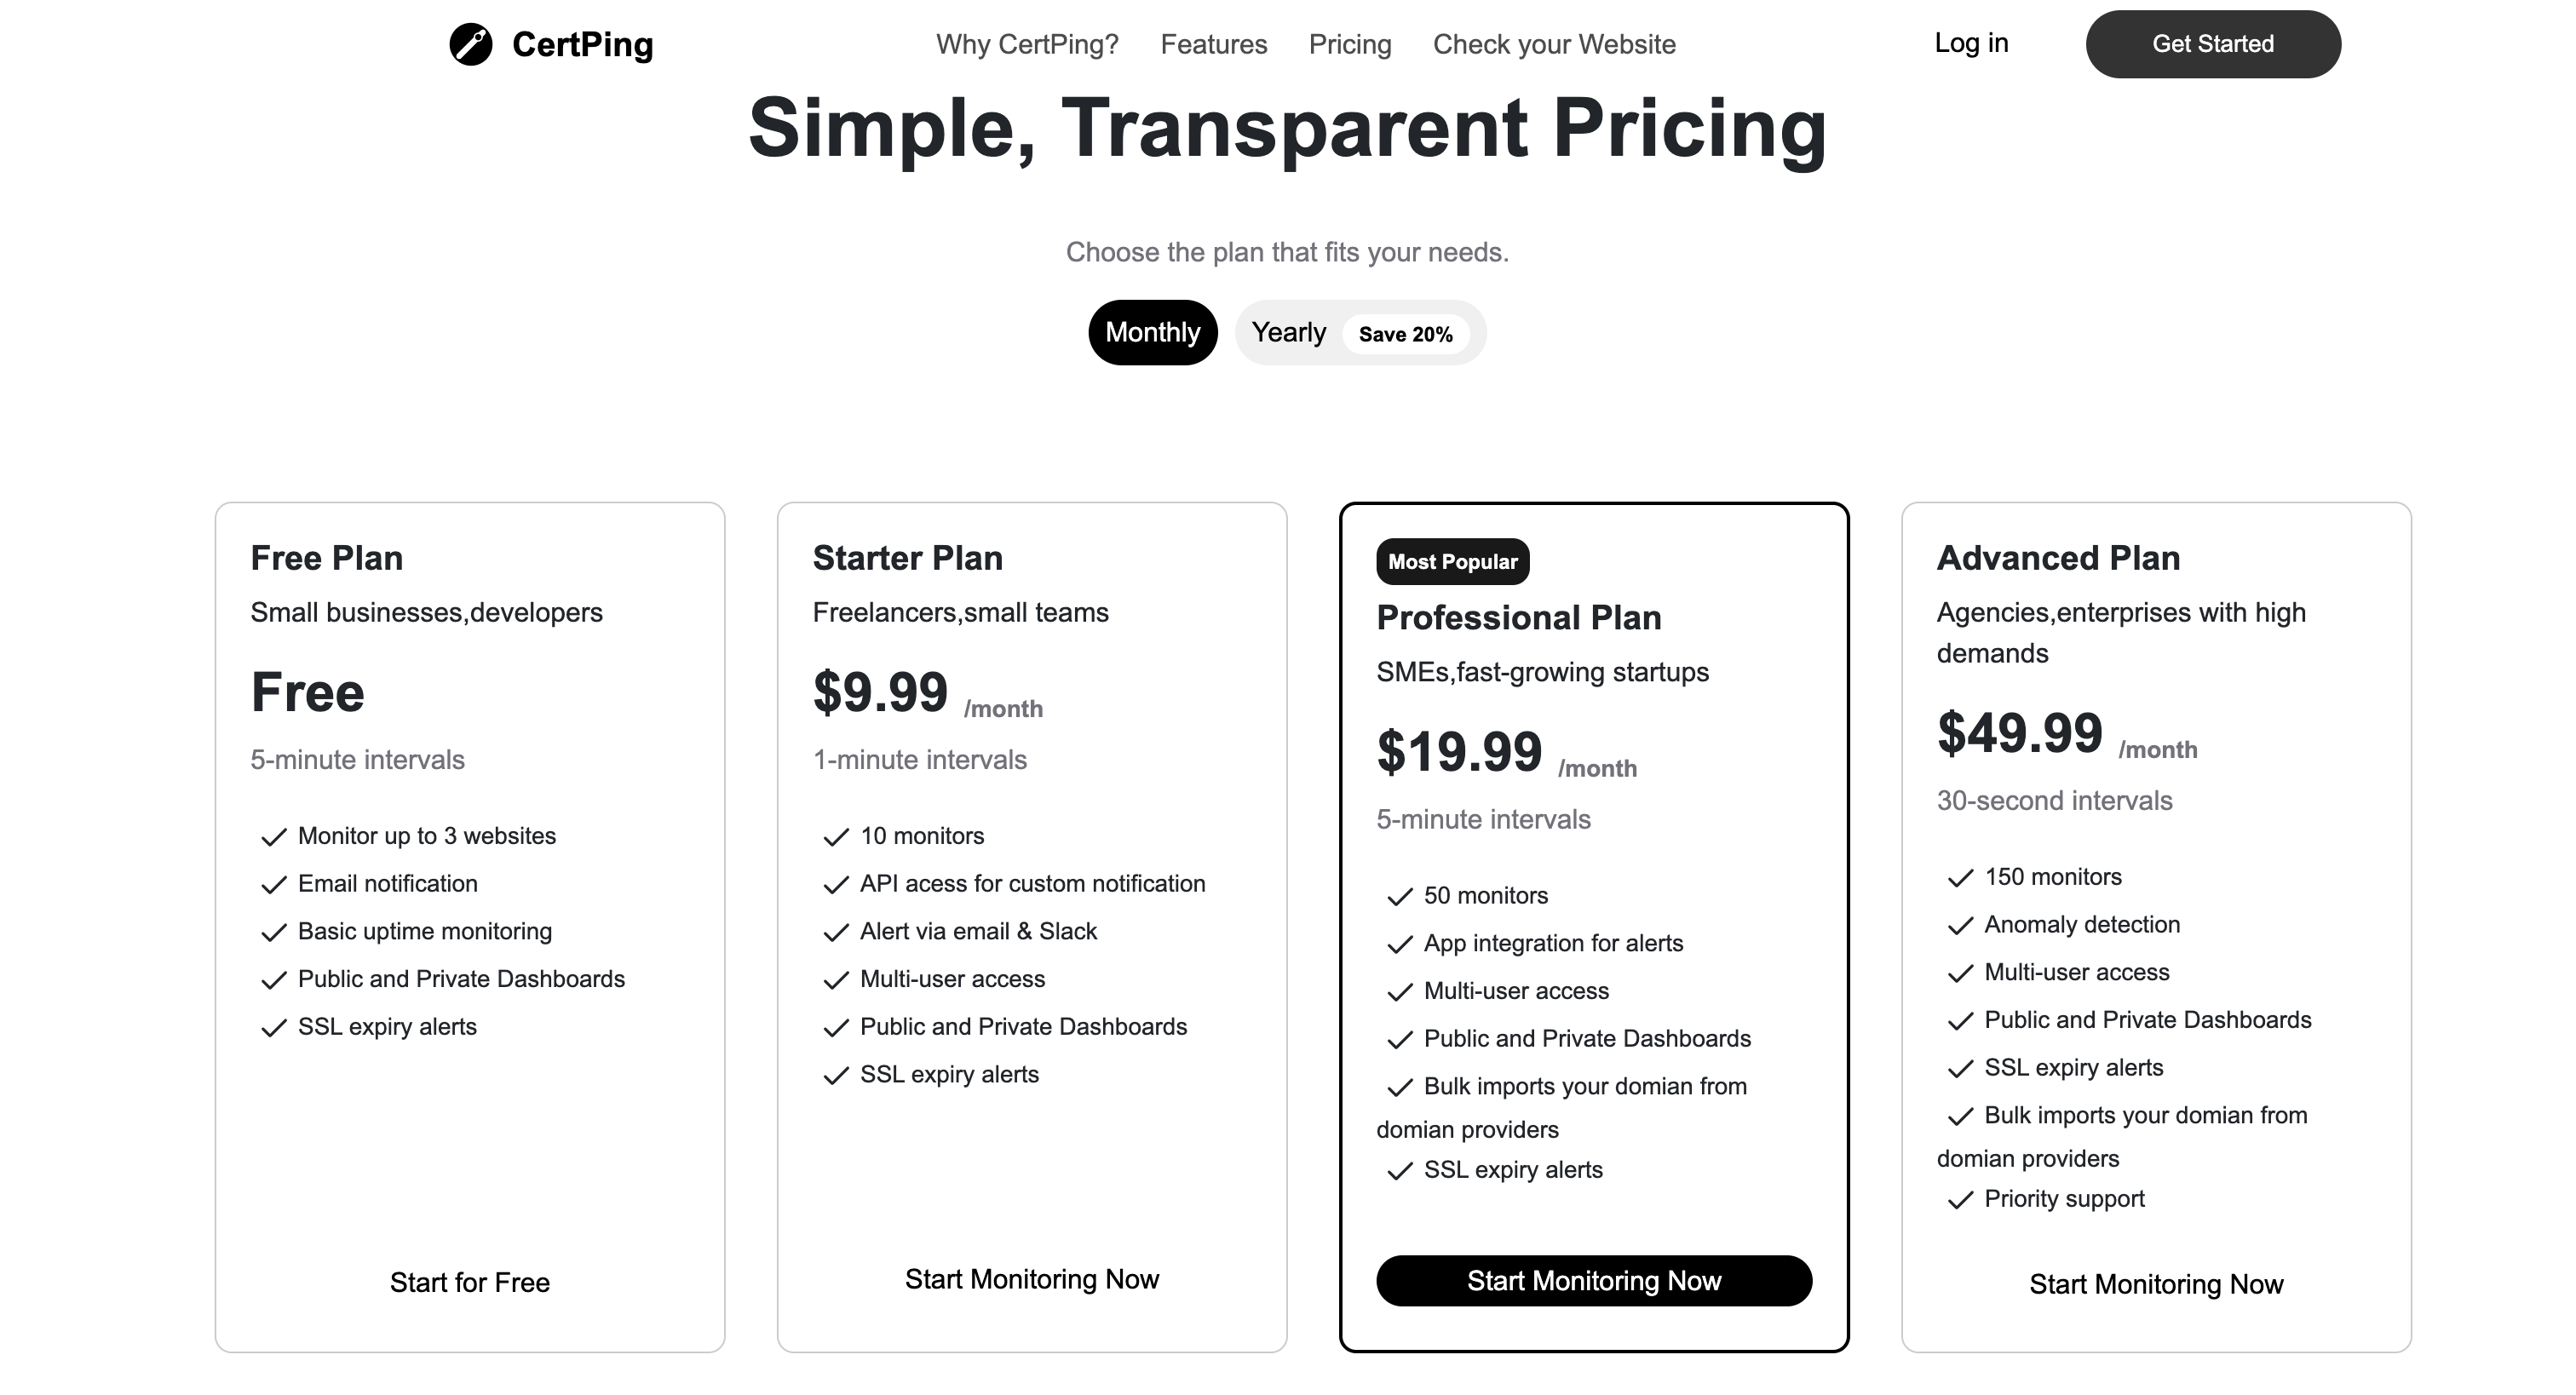 CertPing
Why CertPing? Features Pricing Check your Website
Log in
Get Started
Simple, Transparent Pricing
Choose the plan that fits your needs.
Monthly
Yearly Save 20%
Free Plan
Small businesses,developers
Free
5-minute intervals
Monitor up to 3 websites
Email notification
Basic uptime monitoring
Public and Private Dashboards
SSL expiry alerts
Start for Free
Starter Plan
Freelancers,small teams
$9.99 /month
1-minute intervals
10 monitors
API acess for custom notification
Alert via email & Slack
Multi-user access
Public and Private Dashboards
SSL expiry alerts
Start Monitoring Now
Most Popular
Professional Plan
SMEs,fast-growing startups
$19.99 /month
5-minute intervals
50 monitors
App integration for alerts
Multi-user access
Public and Private Dashboards
Bulk imports your domian from
domian providers
SSL expiry alerts
Start Monitoring Now
Advanced Plan
Agencies,enterprises with high
demands
$49.99 /month
30-second intervals
150 monitors
Anomaly detection
Multi-user access
Public and Private Dashboards
SSL expiry alerts
Bulk imports your domian from
domian providers
Priority support
Start Monitoring Now